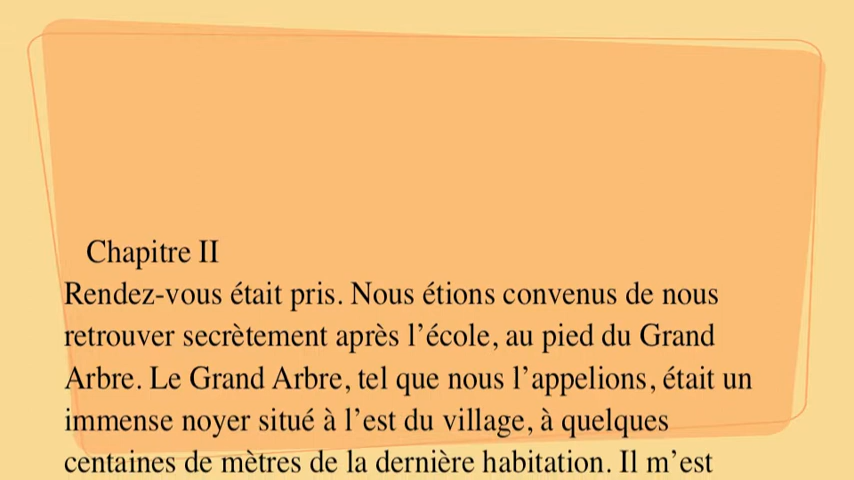 Chapitre II
Rendez-vous était pris. Nous étions convenus de nous
retrouver secrètement après l’école, au pied du Grand
Arbre. Le Grand Arbre, tel que nous l’appelions, était un
immense noyer situé à l’est du village, à quelques
centaines de mètres de la dernière habitation. Il m’est